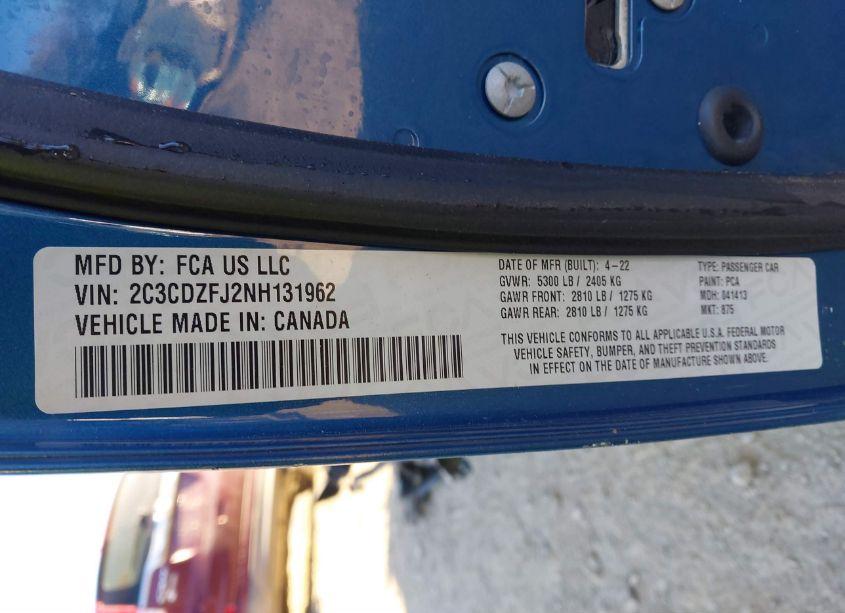 MFD BY: FCA US LLC
VIN: 2C3CDZFJ2NH131962
VEHICLE MADE IN: CANADA
DATE OF MFR (BUILT): 4-22
GVWR: 5300 LB / 2405 KG
GAWR FRONT: 2810 LB / 1275 KG
GAWR REAR: 2810 LB / 1275 KG
TYPE: PASSENGER CAR
PAINT: PCA
MDH: 041413
MKT: 875
THIS VEHICLE CONFORMS TO ALL APPLICABLE U.S.A. FEDERAL MOTOR
VEHICLE SAFETY, BUMPER, AND THEFT PREVENTION STANDARDS
IN EFFECT ON THE DATE OF MANUFACTURE SHOWN ABOVE.